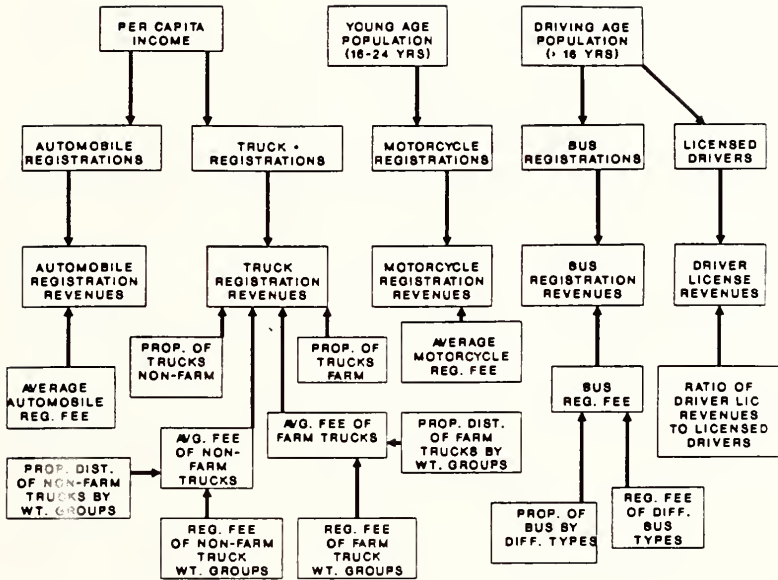 PER CAPITA
INCOME
YOUNG AGE
POPULATION
(16-24 YRS)
DRIVING AGE
POPULATION
(> 16 YRS)
AUTOMOBILE
REGISTRATIONS
TRUCK *
REGISTRATIONS
MOTORCYCLE
REGISTRATIONS
BUS
REGISTRATIONS
LICENSED
DRIVERS
AUTOMOBILE
REGISTRATION
REVENUES
TRUCK
REGISTRATION
REVENUES
MOTORCYCLE
REGISTRATION
REVENUES
BUS
REGISTRATION
REVENUES
DRIVER
LICENSE
REVENUES
AVERAGE
AUTOMOBILE
REG. FEE
PROP. OF
TRUCKS
NON-FARM
PROP. OF
TRUCKS
FARM
AVERAGE
MOTORCYCLE
REG. FEE
BUS
REG. FEE
RATIO OF
DRIVER LIC
REVENUES
TO LICENSED
DRIVERS
PROP. DIST.
OF NON-FARM
TRUCKS BY
WT. GROUPS
AVG. FEE
OF NON-
FARM
TRUCKS
AVG. FEE OF
FARM TRUCKS
PROP. DIST.
OF FARM
TRUCKS BY
WT. GROUPS
REG. FEE
OF NON-FARM
TRUCK
WT. GROUPS
REG. FEE
OF FARM
TRUCK
WT. GROUPS
PROP. OF
BUS BY
DIFF. TYPES
REG. FEE
OF DIFF.
BUS
TYPES